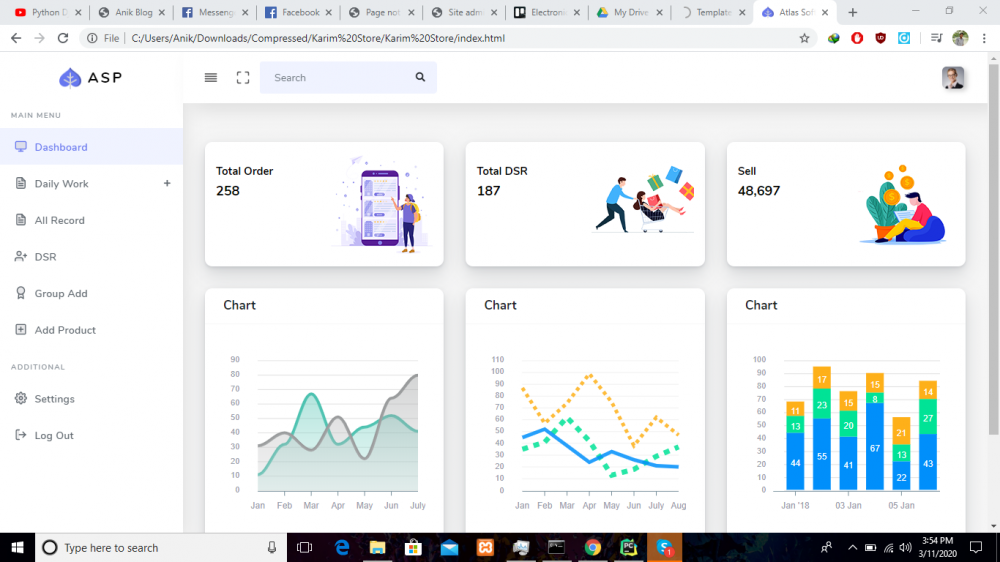 Python D
Anik Blog
Messeng
Facebook
Page not
Site adm
Electroni
My Drive
Template
Atlas Sof
File | C:/Users/Anik/Downloads/Compressed/Karim%20Store/Karim%20Store/index.html
ASP
Search
MAIN MENU
Dashboard
Daily Work +
All Record
DSR
Group Add
Add Product
ADDITIONAL
Settings
Log Out
Total Order
258
Total DSR
187
Sell
48,697
Chart
90
80
70
60
50
40
30
20
10
0
Jan Feb Mar Apr May Jun July
Chart
110
100
90
80
70
60
50
40
30
20
10
0
Jan Feb Mar Apr May Jun July Aug
Chart
100
90
80
70
60
50
40
30
20
10
0
11 17 15 15 21 14
13 23 20 8 13 27
44 55 41 67 22 43
Jan '18 03 Jan 05 Jan
Type here to search
1
3:54 PM
3/11/2020